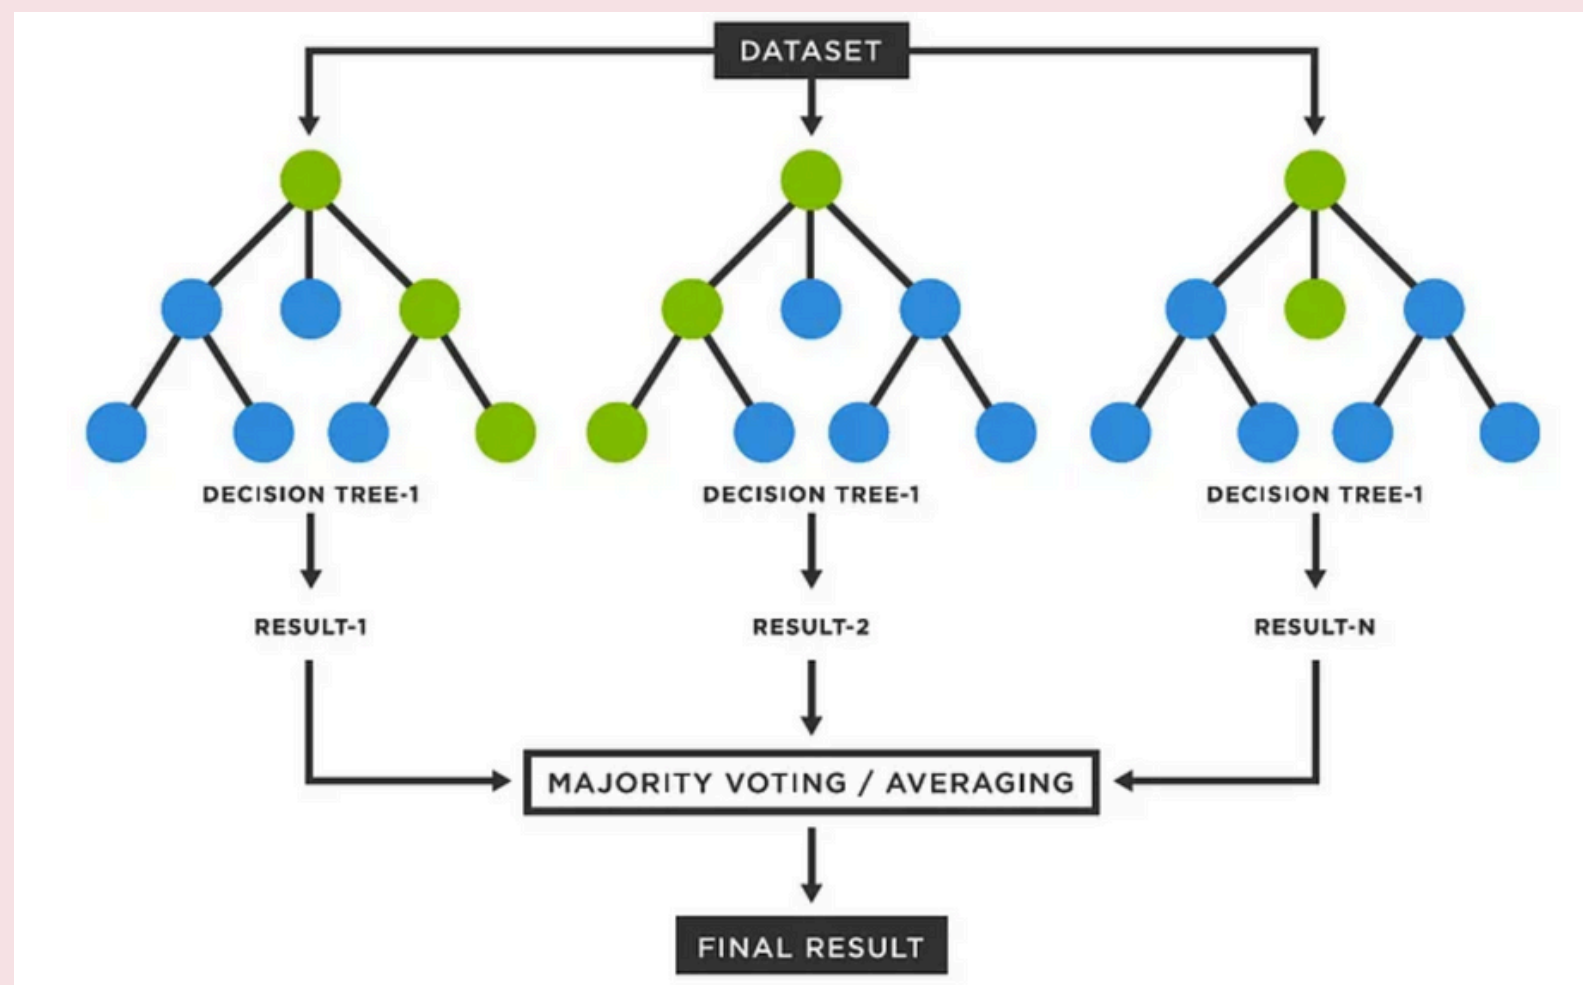 DATASET
DECISION TREE-1
DECISION TREE-1
DECISION TREE-1
RESULT-1
RESULT-2
RESULT-N
MAJORITY VOTING / AVERAGING
FINAL RESULT